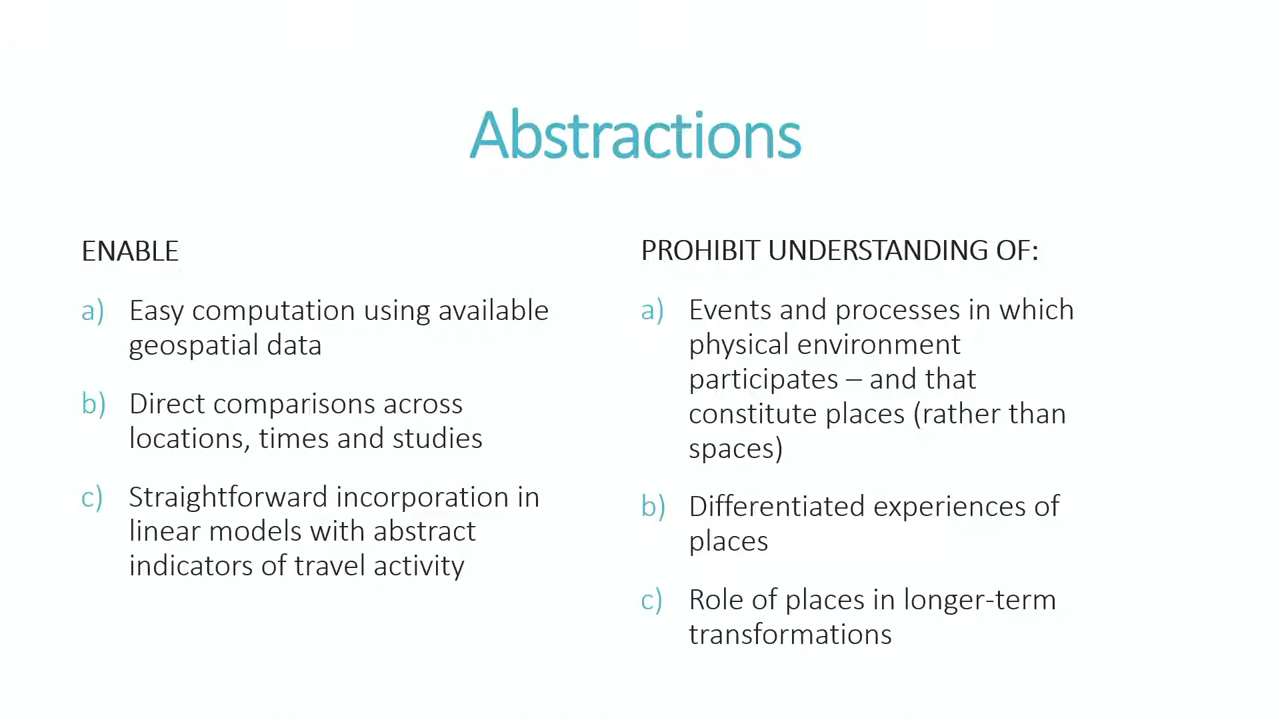 Abstractions
ENABLE
a) Easy computation using available
geospatial data
b) Direct comparisons across
locations, times and studies
c) Straightforward incorporation in
linear models with abstract
indicators of travel activity
PROHIBIT UNDERSTANDING OF:
a) Events and processes in which
physical environment
participates – and that
constitute places (rather than
spaces)
b) Differentiated experiences of
places
c) Role of places in longer-term
transformations